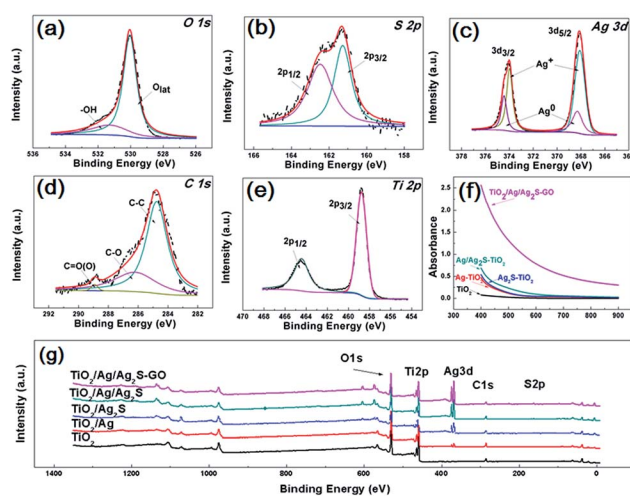 (a) O 1s
Intensity (a.u.)
-OH
O_lat
536 534 532 530 528 526
Binding Energy (eV)
(b) S 2p
Intensity (a.u.)
2p1/2
2p3/2
166 164 162 160 158
Binding Energy (eV)
(c) Ag 3d
Intensity (a.u.)
3d3/2
3d5/2
Ag+
Ag0
378 375 372 369 366
Binding Energy (eV)
(d) C 1s
Intensity (a.u.)
C-C
C-O
C=O(O)
292 290 288 286 284 282
Binding Energy (eV)
(e) Ti 2p
Intensity (a.u.)
2p1/2
2p3/2
470 468 466 464 462 460 458 456 454
Binding Energy (eV)
(f)
Absorbance
2.5
2.0
1.5
1.0
0.5
0.0
TiO2/Ag/Ag2S-GO
Ag/Ag2S-TiO2
Ag-TiO2
Ag2S-TiO2
TiO2
300 400 500 600 700 800 900
(g)
Intensity (a.u.)
O1s
Ti2p
Ag3d
C1s
S2p
TiO2/Ag/Ag2S-GO
TiO2/Ag/Ag2S
TiO2/Ag2S
TiO2/Ag
TiO2
1400 1200 1000 800 600 400 200 0
Binding Energy (eV)